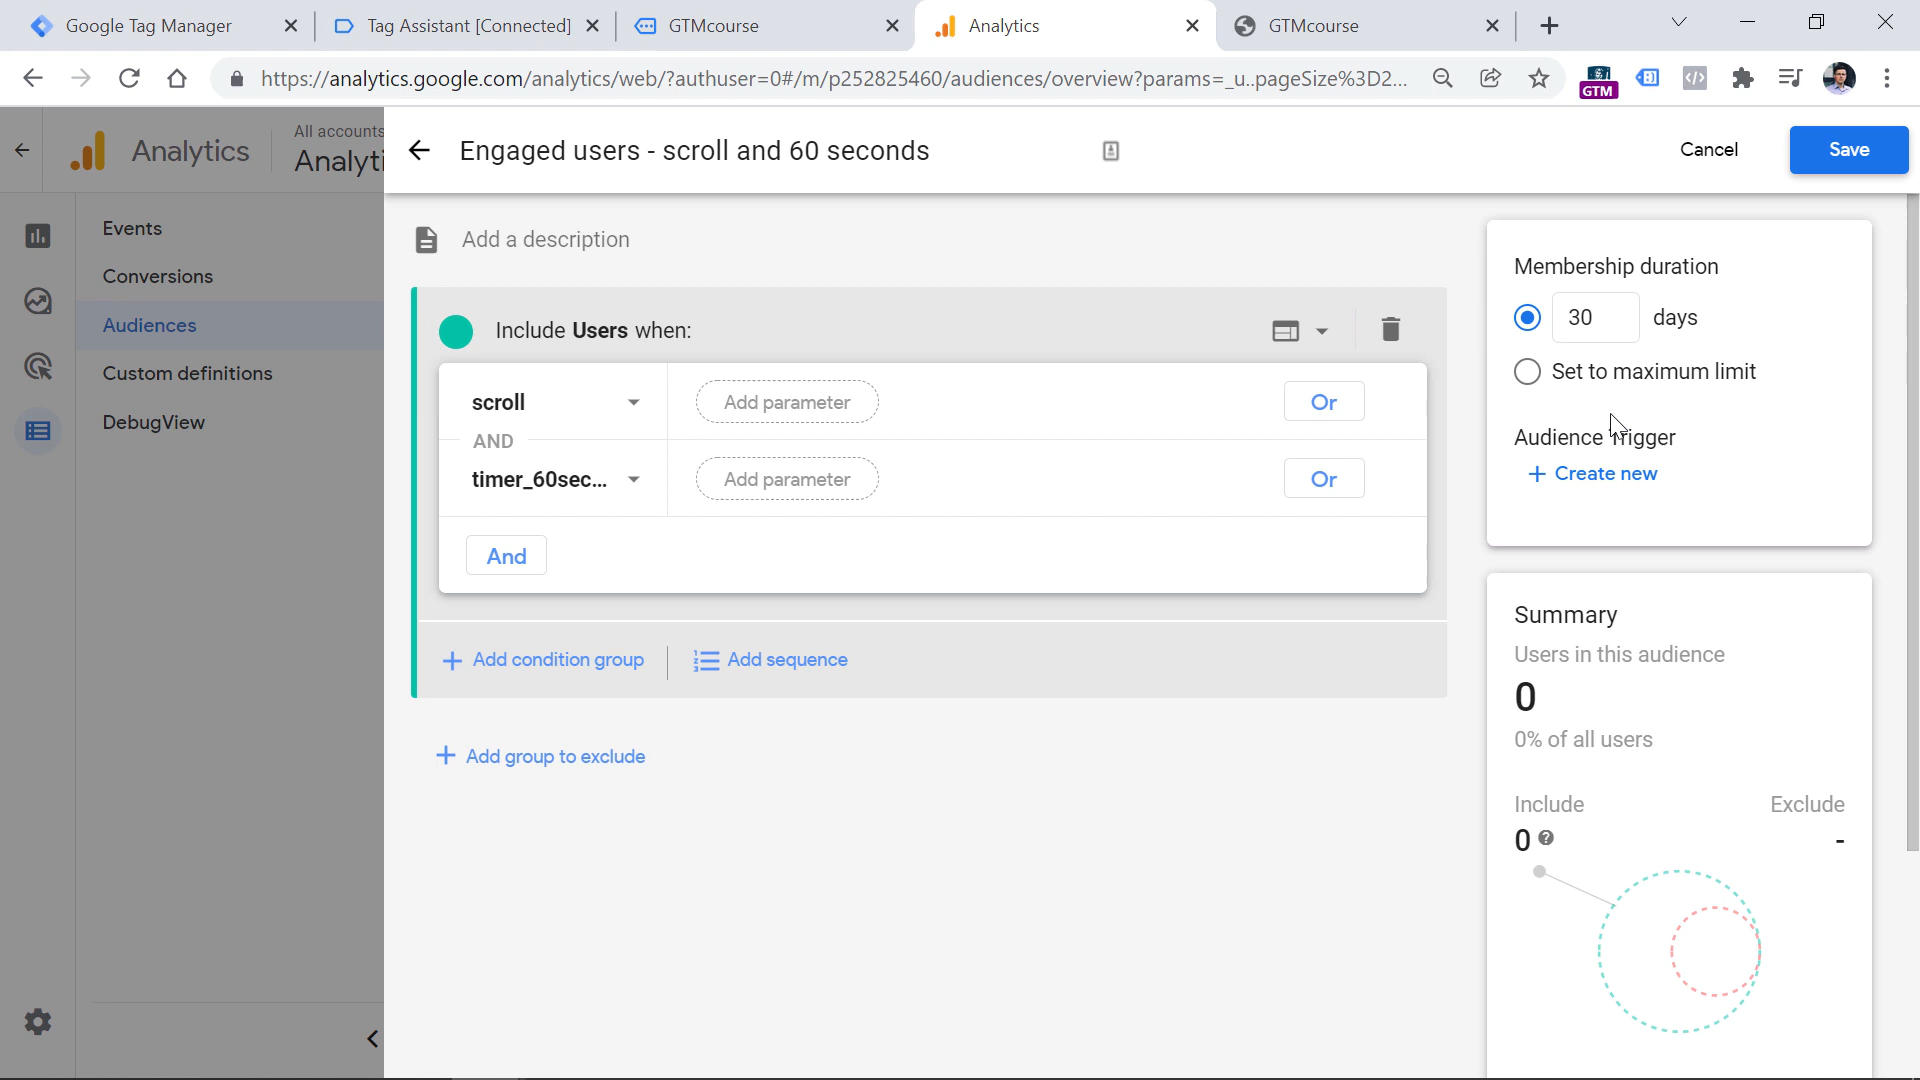 Google Tag Manager
Tag Assistant [Connected]
GTMcourse
Analytics
GTMcourse
https://analytics.google.com/analytics/web/?authuser=0#/m/p252825460/audiences/overview?params=_u..pageSize%3D2...
GTM
Analytics
All accounts
Analyti
Engaged users - scroll and 60 seconds
Cancel
Save
Events
Conversions
Audiences
Custom definitions
DebugView
Add a description
Include Users when:
scroll
Add parameter
Or
AND
timer_60sec...
Add parameter
Or
And
+ Add condition group
Add sequence
+ Add group to exclude
Membership duration
30 days
Set to maximum limit
Audience Trigger
+ Create new
Summary
Users in this audience
0
0% of all users
Include
Exclude
0
-